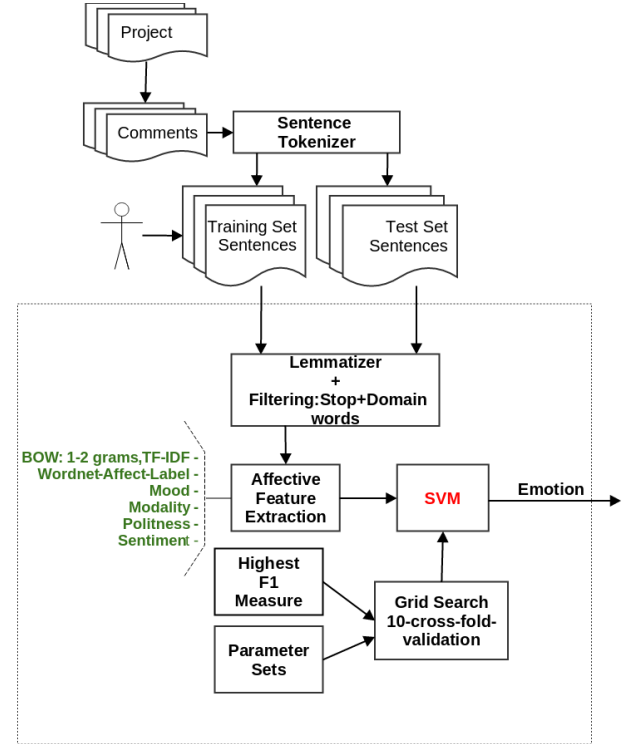 Project
Comments
Sentence
Tokenizer
Training Set
Sentences
Test Set
Sentences
Lemmatizer
+
Filtering:Stop+Domain
words
BOW: 1-2 grams,TF-IDF -
Wordnet-Affect-Label -
Mood -
Modality -
Politness -
Sentiment -
Affective
Feature
Extraction
SVM
Emotion
Highest
F1
Measure
Parameter
Sets
Grid Search
10-cross-fold-
validation